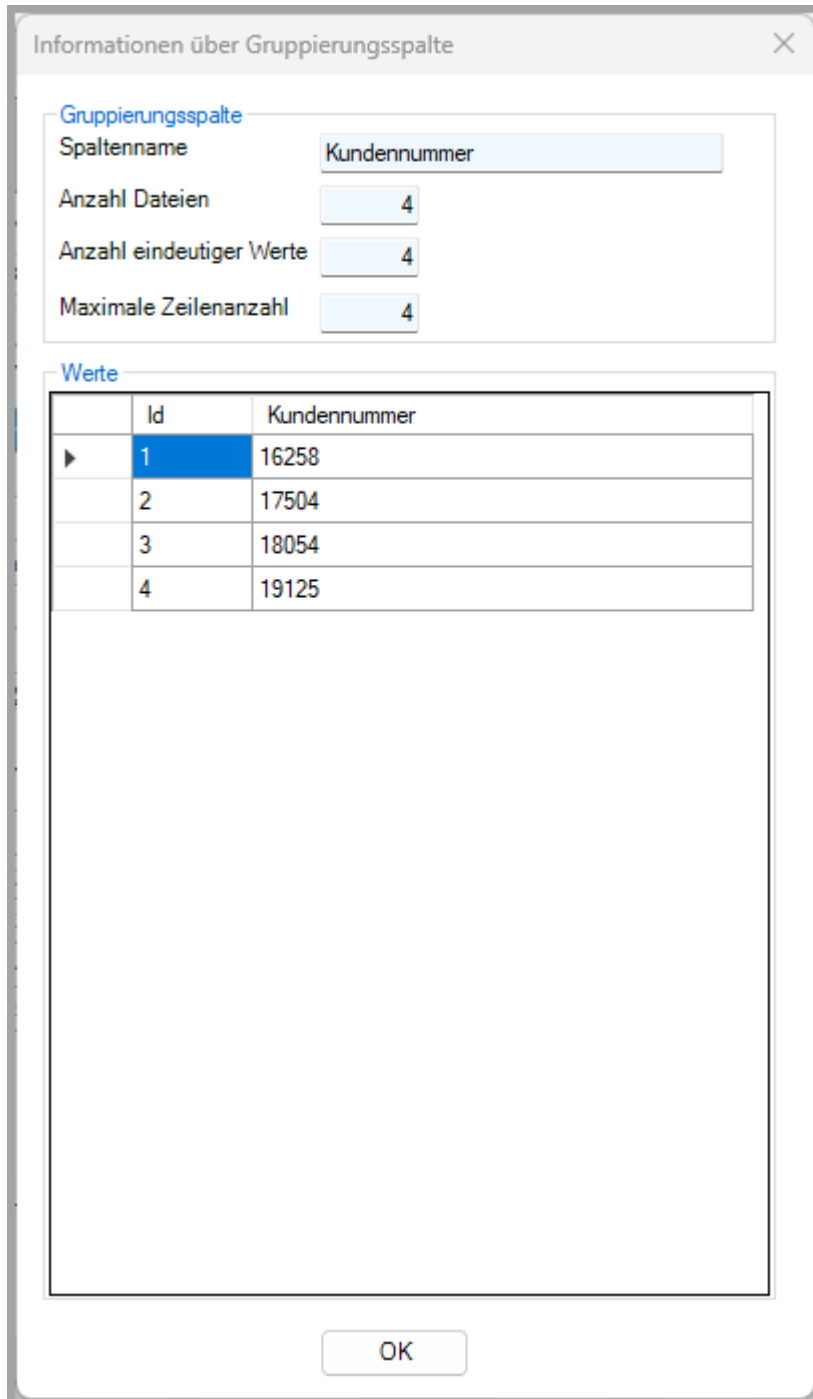 Informationen über Gruppierungsspalte
Gruppierungsspalte
Spaltenname Kundennummer
Anzahl Dateien 4
Anzahl eindeutiger Werte 4
Maximale Zeilenanzahl 4
Werte
Id Kundennummer
1 16258
2 17504
3 18054
4 19125
OK